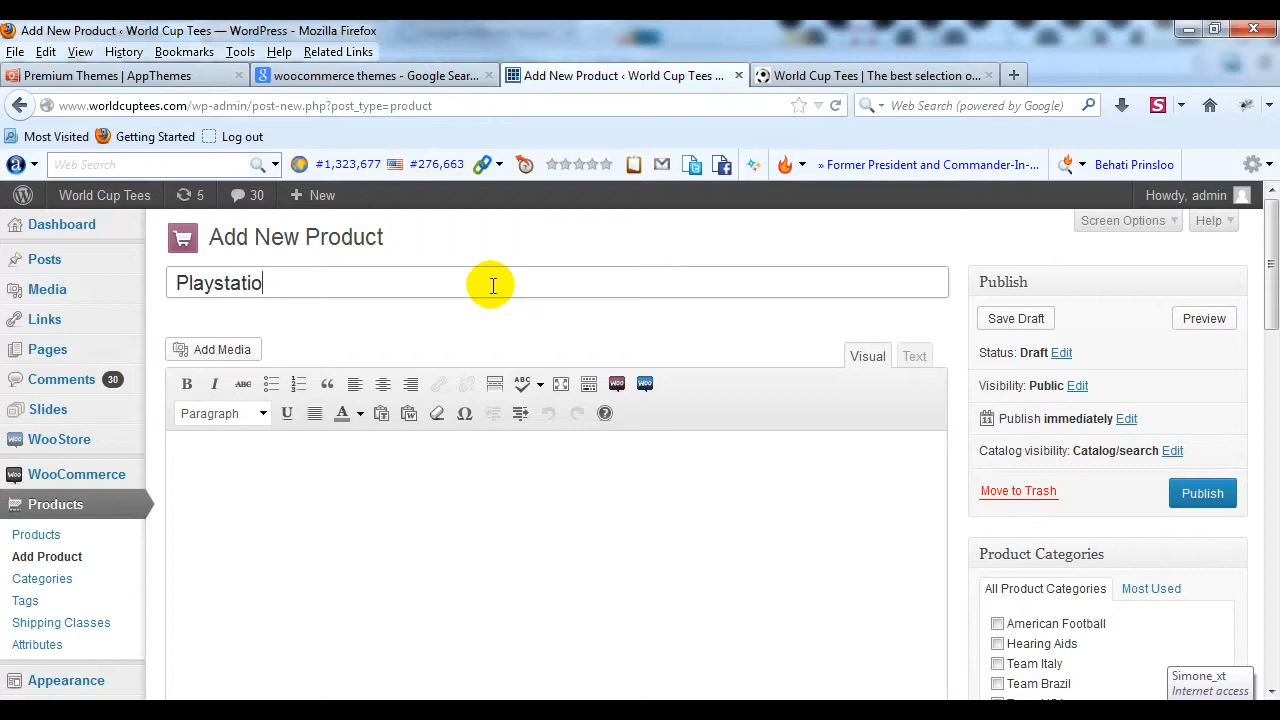 Add New Product ‹ World Cup Tees — WordPress - Mozilla Firefox
File Edit View History Bookmarks Tools Help Related Links
Premium Themes | AppThemes
woocommerce themes - Google Sear...
Add New Product ‹ World Cup Tees ...
World Cup Tees | The best selection o...
www.worldcuptees.com/wp-admin/post-new.php?post_type=product
Web Search (powered by Google)
Most Visited Getting Started Log out
Web Search
#1,323,677 #276,663
» Former President and Commander-In-...
Behati Prinsloo
World Cup Tees 5 30 + New
Howdy, admin
Screen Options Help
Dashboard
Posts
Media
Links
Pages
Comments 30
Slides
WooStore
WooCommerce
Products
Products
Add Product
Categories
Tags
Shipping Classes
Attributes
Appearance
Add New Product
Playstatio
Add Media
Visual Text
B I ABC ABC
Paragraph U A
Publish
Save Draft Preview
Status: Draft Edit
Visibility: Public Edit
Publish immediately Edit
Catalog visibility: Catalog/search Edit
Move to Trash Publish
Product Categories
All Product Categories Most Used
American Football
Hearing Aids
Team Italy
Team Brazil
Simone_xt
Internet access